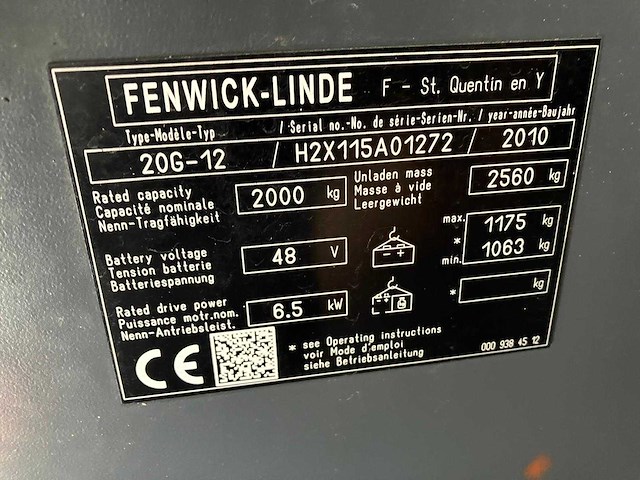 FENWICK-LINDE F - St. Quentin en Y
Type-Modèle-Typ / Serial no.-No. de série-Serien-Nr. / year-année-Baujahr
20G-12 / H2X115A01272 / 2010
Rated capacity
Capacité nominale
Nenn-Tragfähigkeit
2000 kg
Unladen mass
Masse à vide
Leergewicht
2560 kg
Battery voltage
Tension batterie
Batteriespannung
48 V
- +
max. 1175 kg
*
min. 1063 kg
Rated drive power
Puissance motr.nom.
Nenn-Antriebsleist.
6.5 kW
* kg
CE
* see Operating instructions
voir Mode d'emploi
siehe Betriebsanleitung
000 938 45 12